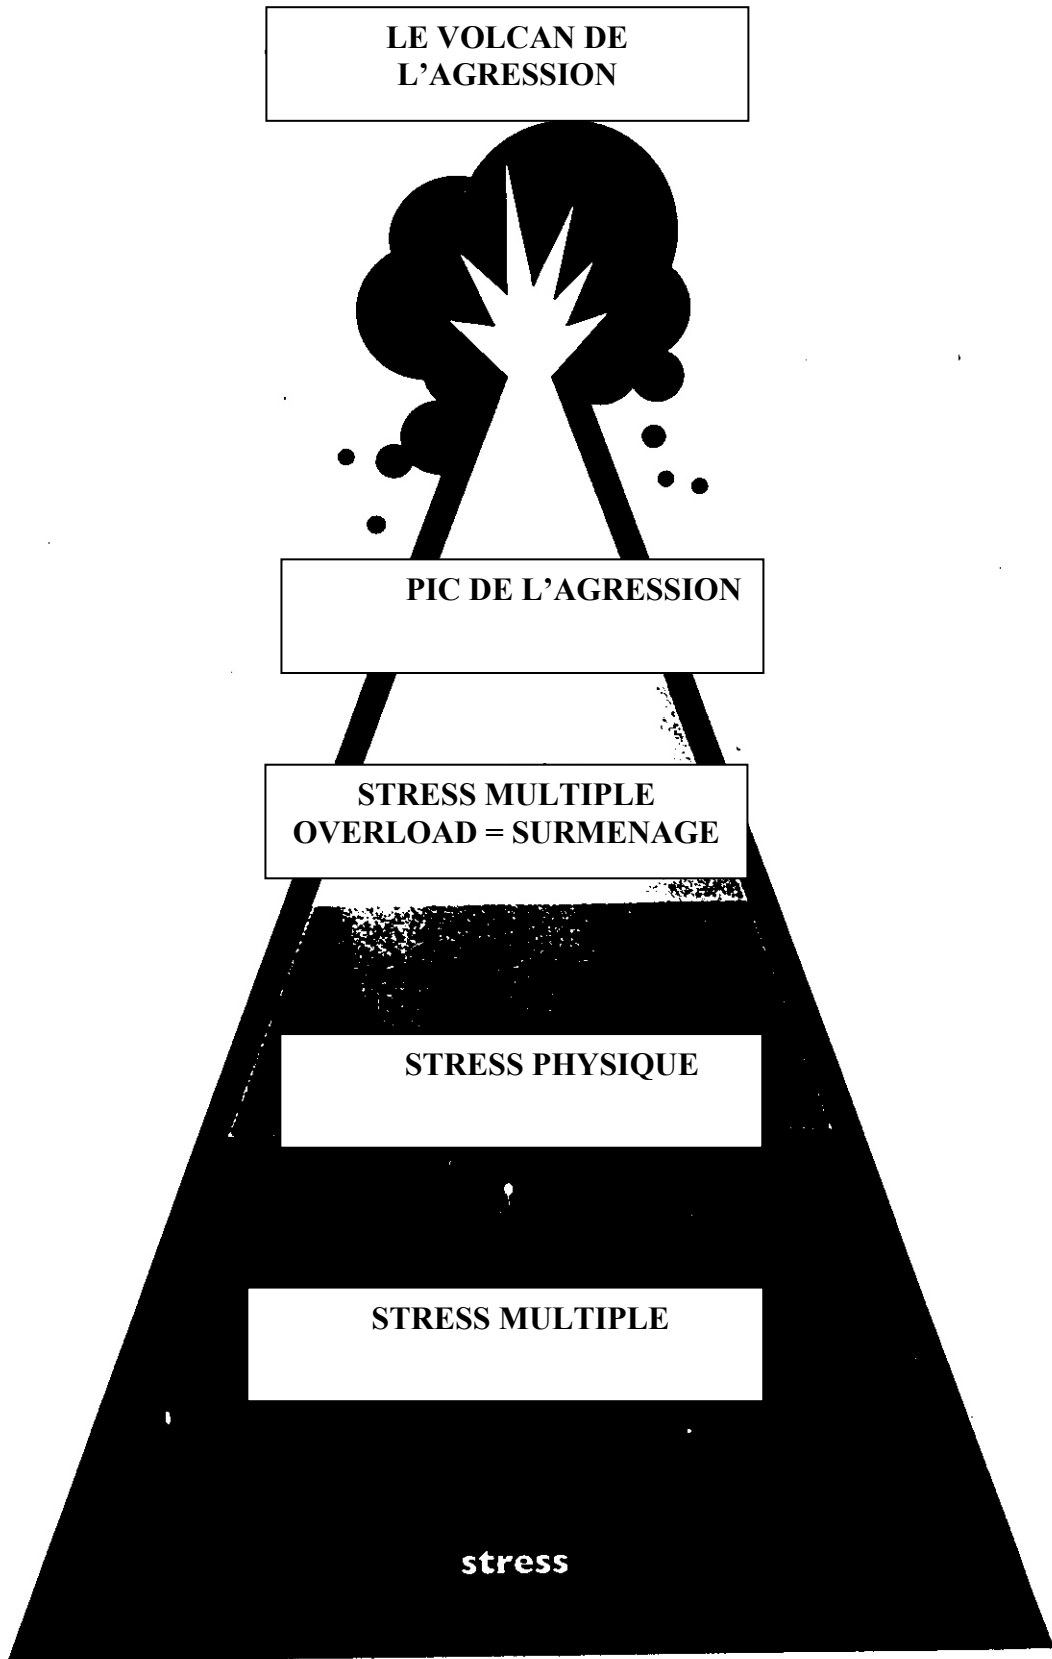 LE VOLCAN DE
L’AGRESSION
PIC DE L’AGRESSION
STRESS MULTIPLE
OVERLOAD = SURMENAGE
STRESS PHYSIQUE
STRESS MULTIPLE
stress